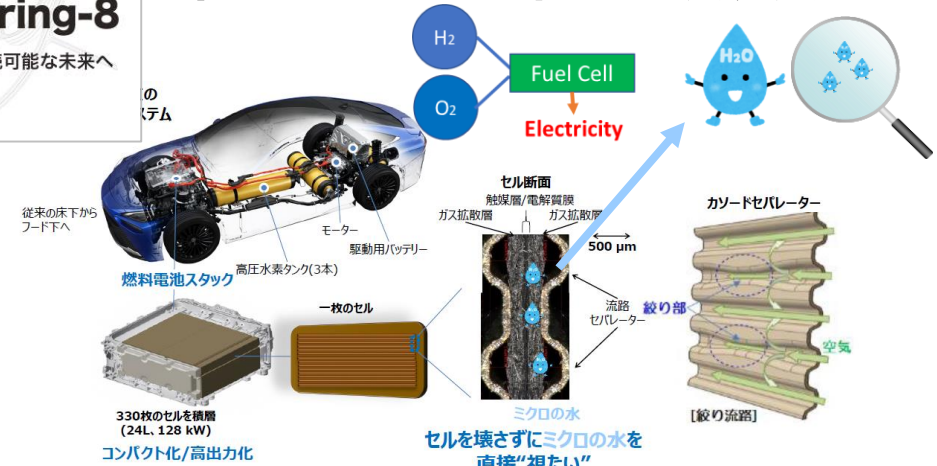 ring-8
可能な未来へ
の
ステム
H2
O2
Fuel Cell
Electricity
H2O
従来の床下から
フード下へ
モーター
駆動用バッテリー
高圧水素タンク(3本)
燃料電池スタック
セル断面
触媒層/電解質膜
ガス拡散層
ガス拡散層
500 μm
流路
セパレーター
カソードセパレーター
絞り部
空気
[絞り流路]
一枚のセル
330枚のセルを積層
(24L、128 kW)
コンパクト化/高出力化
ミクロの水
セルを壊さずにミクロの水を
直接“視たい”